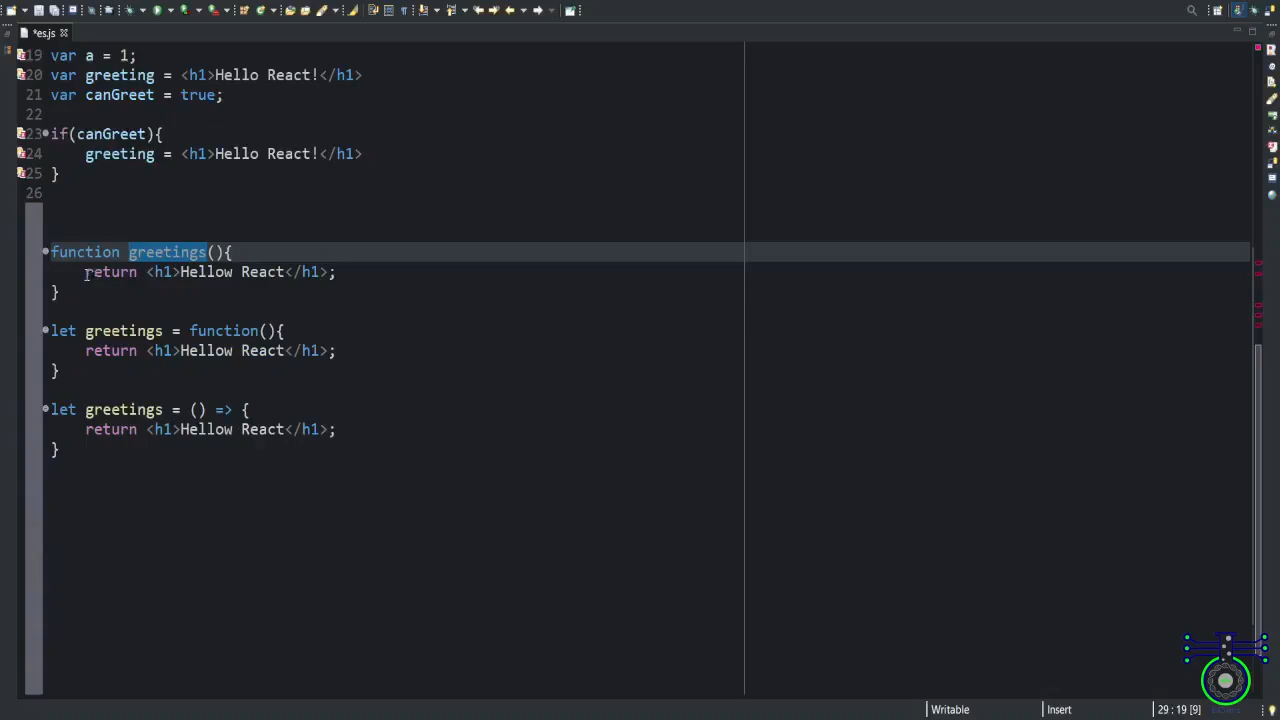 *es.js
19 var a = 1;
20 var greeting = <h1>Hello React!</h1>
21 var canGreet = true;
22
23 if(canGreet){
24 greeting = <h1>Hello React!</h1>
25 }
26
function greetings(){
return <h1>Hellow React</h1>;
}
let greetings = function(){
return <h1>Hellow React</h1>;
}
let greetings = () => {
return <h1>Hellow React</h1>;
}
Writable
Insert
29 : 19 [9]